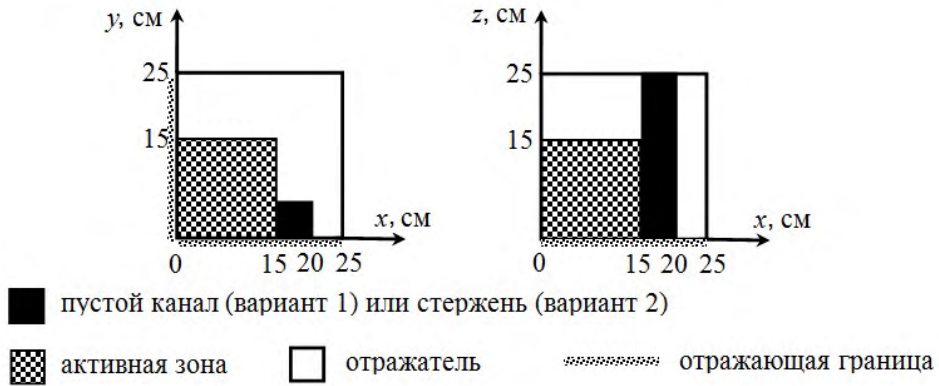 y, см
25
15
x, см
0
15 20 25
z, см
25
15
x, см
0
15 20 25
пустой канал (вариант 1) или стержень (вариант 2)
активная зона
отражатель
отражающая граница